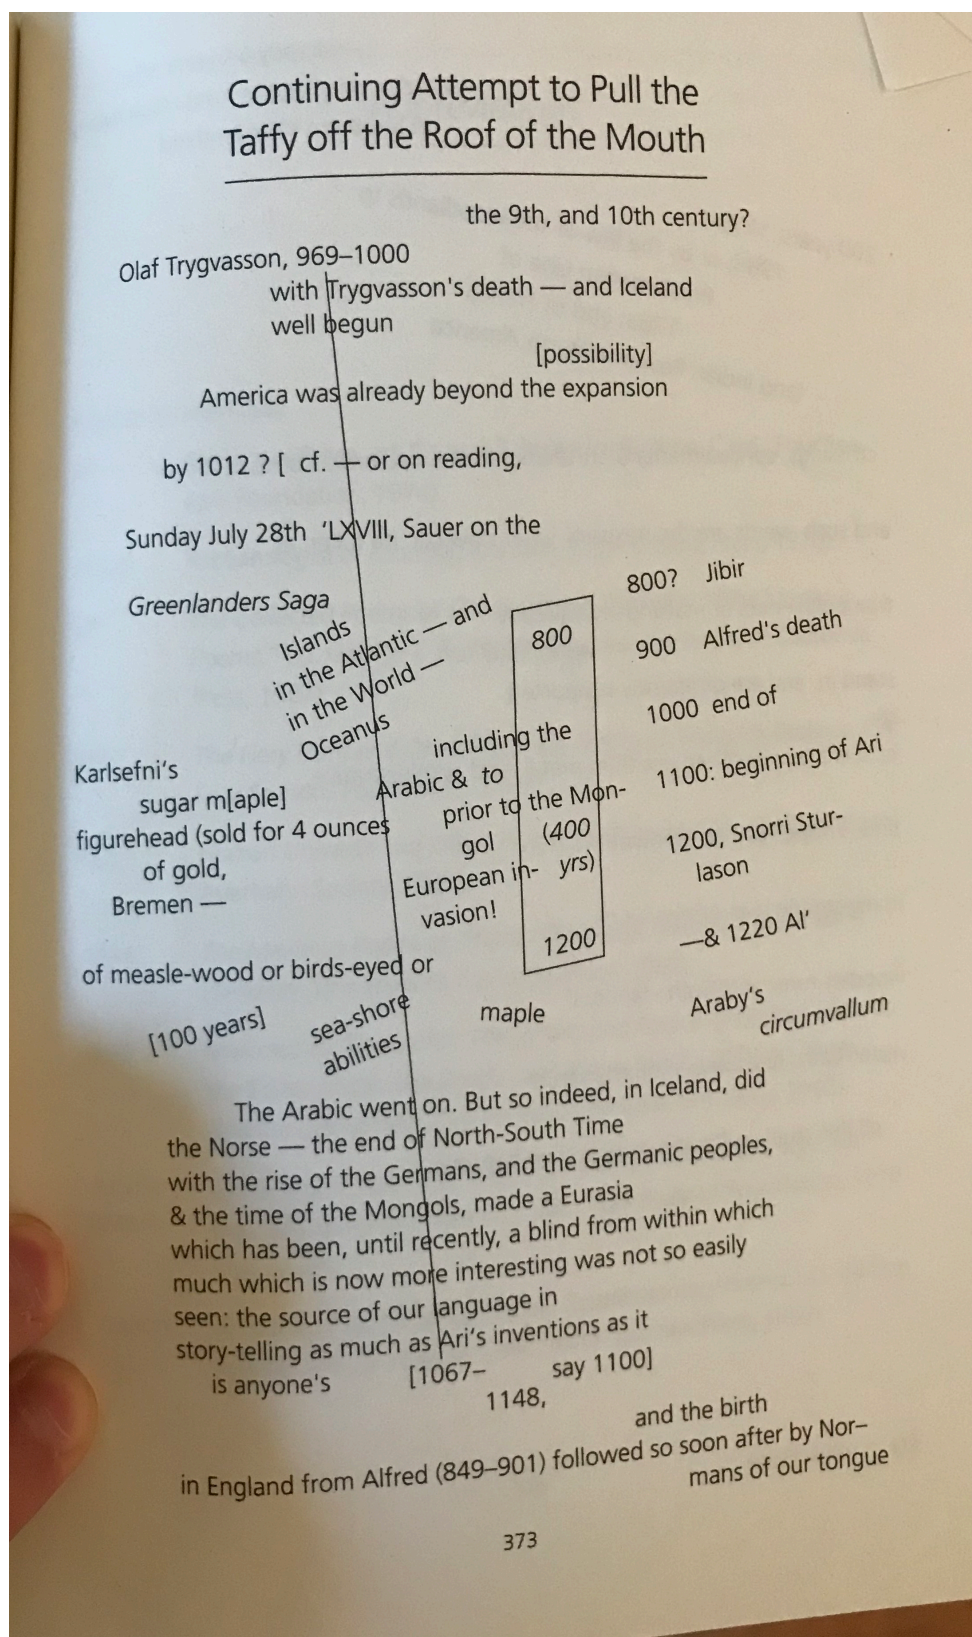 Continuing Attempt to Pull the
Taffy off the Roof of the Mouth
the 9th, and 10th century?
Olaf Trygvasson, 969–1000
with Trygvasson's death — and Iceland
well begun
[possibility]
America was already beyond the expansion
by 1012 ? [ cf. — or on reading,
Sunday July 28th 'LXVIII, Sauer on the
Greenlanders Saga
Islands
in the Atlantic — and
in the World —
Oceanus
Karlsefni's
sugar m[aple]
figurehead (sold for 4 ounces
of gold,
Bremen —
of measle-wood or birds-eyed or
[100 years]
sea-shore
abilities
maple
including the
Arabic & to
prior to the Mon-
gol
European in-
vasion!
800
(400
yrs)
1200
800? Jibir
900 Alfred's death
1000 end of
1100: beginning of Ari
1200, Snorri Stur-
lason
—& 1220 Al'
Araby's
circumvallum
The Arabic went on. But so indeed, in Iceland, did
the Norse — the end of North-South Time
with the rise of the Germans, and the Germanic peoples,
& the time of the Mongols, made a Eurasia
which has been, until recently, a blind from within which
much which is now more interesting was not so easily
seen: the source of our language in
story-telling as much as Ari's inventions as it
is anyone's [1067– say 1100]
1148,
and the birth
in England from Alfred (849–901) followed so soon after by Nor–
mans of our tongue
373